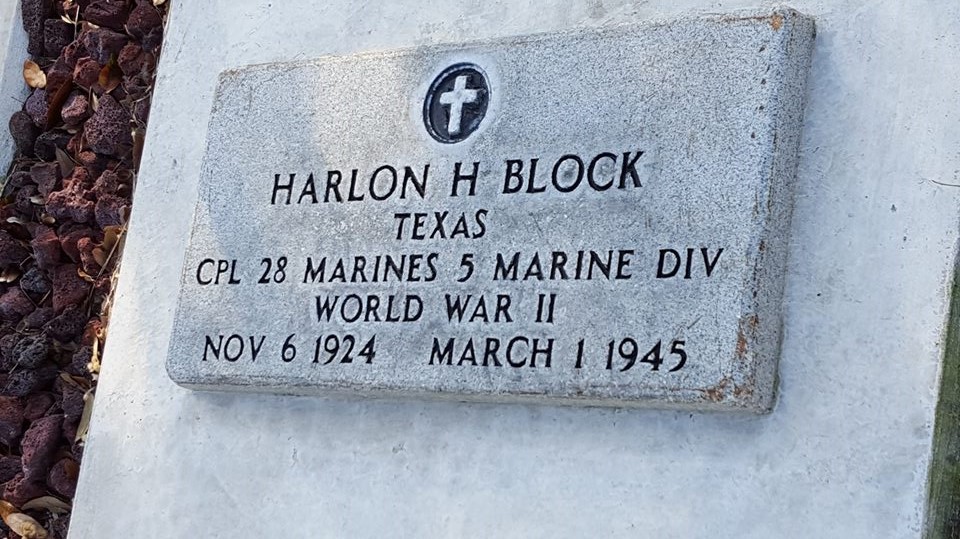 HARLON H BLOCK
TEXAS
CPL 28 MARINES 5 MARINE DIV
WORLD WAR II
NOV 6 1924 MARCH 1 1945